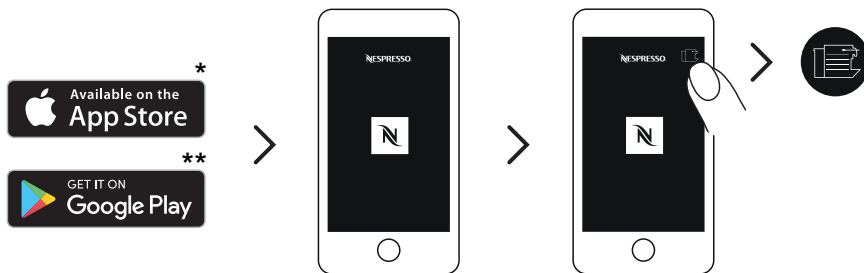 *
Available on the
App Store
**
GET IT ON
Google Play
NESPRESSO
N
NESPRESSO
N